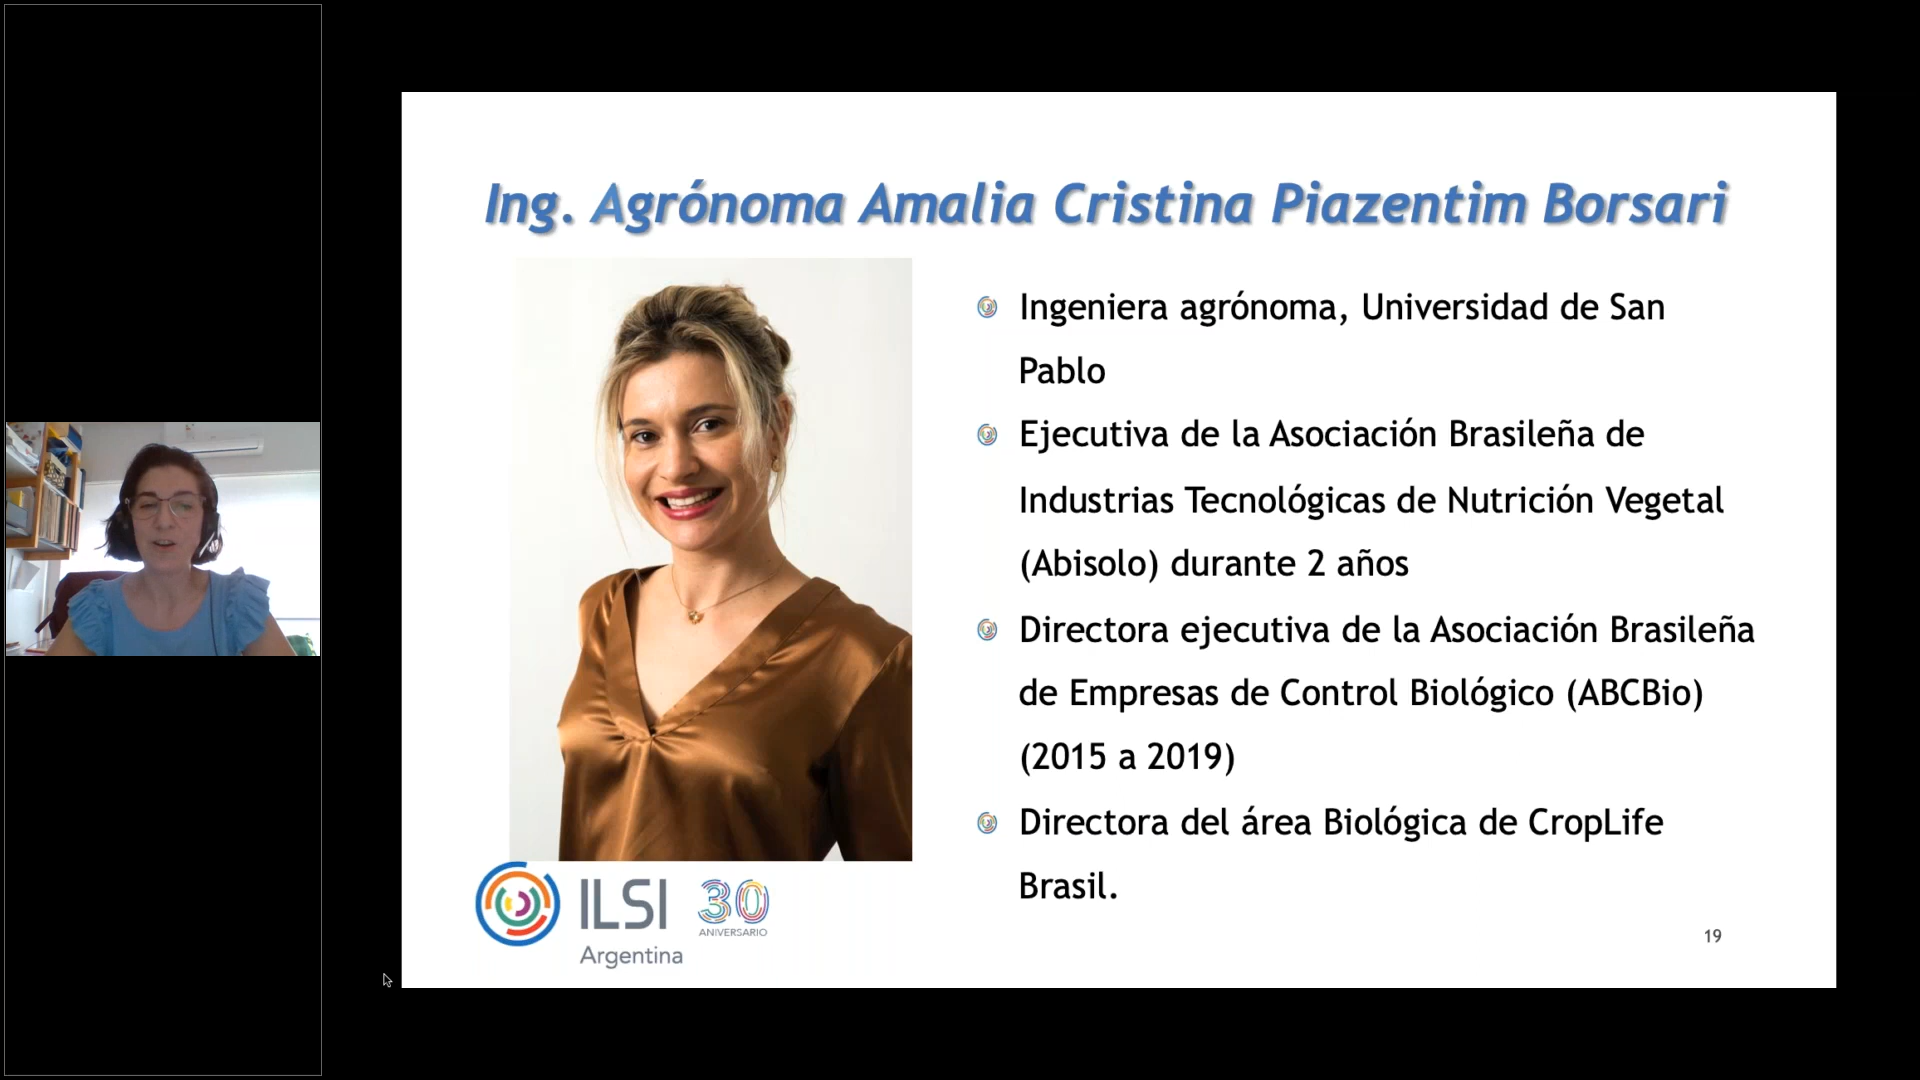 Ing. Agrónoma Amalia Cristina Piazentim Borsari
Ingeniera agrónoma, Universidad de San
Pablo
Ejecutiva de la Asociación Brasileña de
Industrias Tecnológicas de Nutrición Vegetal
(Abisolo) durante 2 años
Directora ejecutiva de la Asociación Brasileña
de Empresas de Control Biológico (ABCBio)
(2015 a 2019)
Directora del área Biológica de CropLife
Brasil.
ILSI
Argentina
30
ANIVERSARIO
19